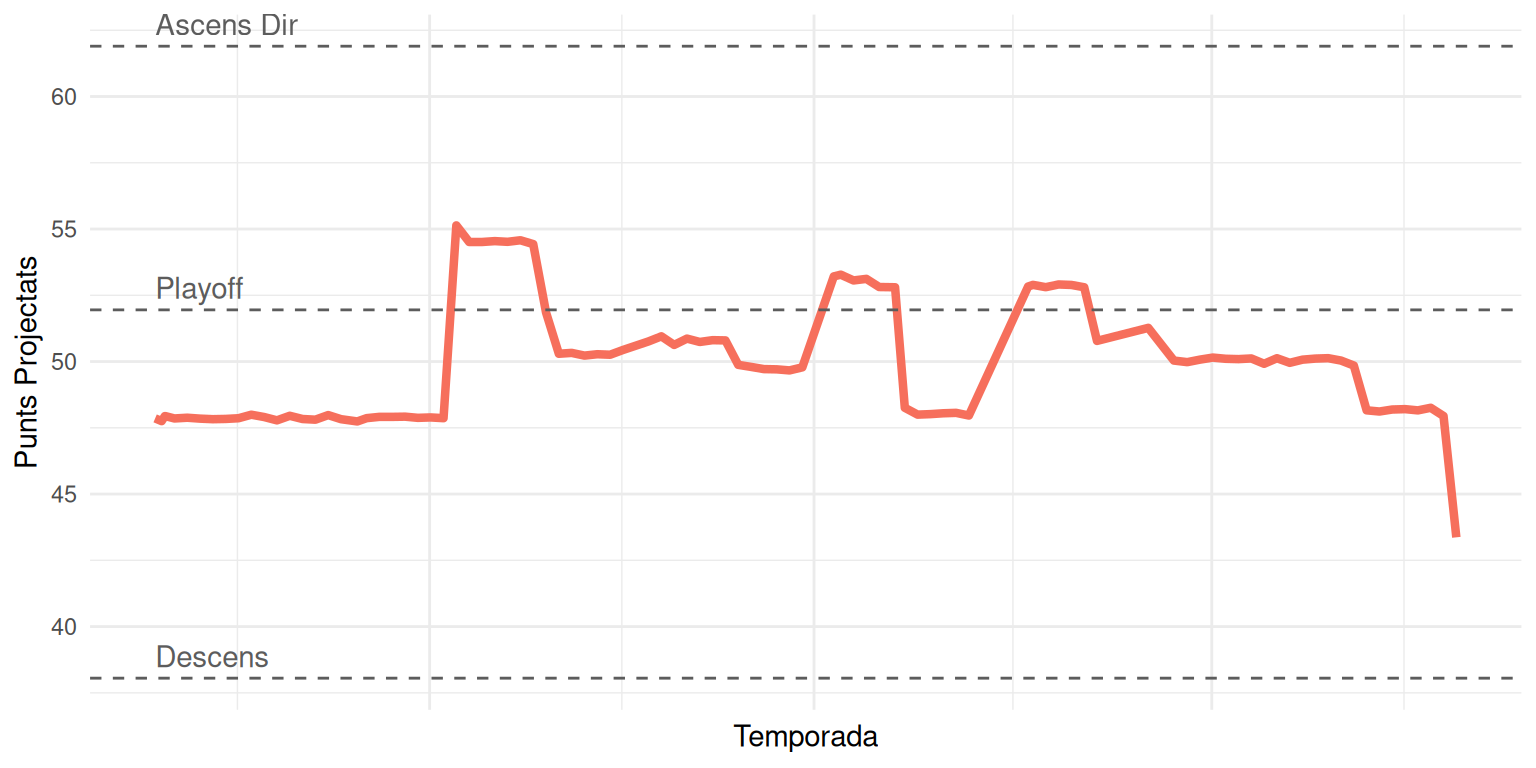 Ascens Dir
60
55
Playoff
50
45
40
Descens
Punts Projectats
Temporada